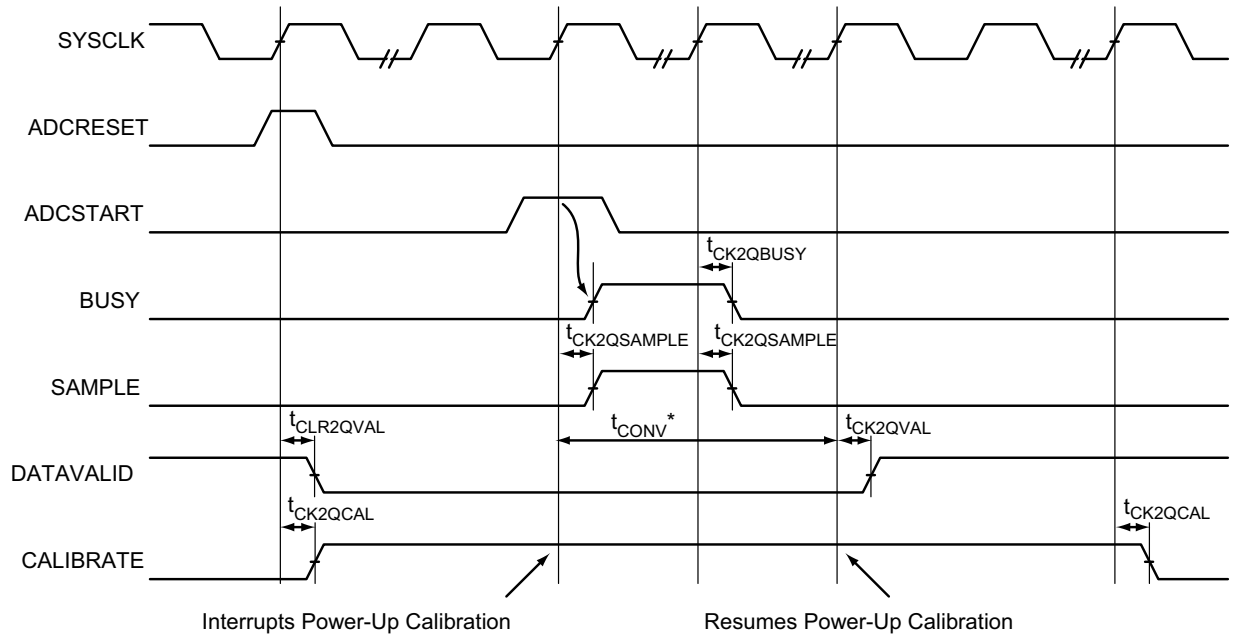 SYSCLK
ADCRESET
ADCSTART
tCK2QBUSY
BUSY
tCK2QSAMPLE
tCK2QSAMPLE
SAMPLE
tCLR2QVAL
tCONV*
tCK2QVAL
DATAVALID
tCK2QCAL
tCK2QCAL
CALIBRATE
Interrupts Power-Up Calibration
Resumes Power-Up Calibration